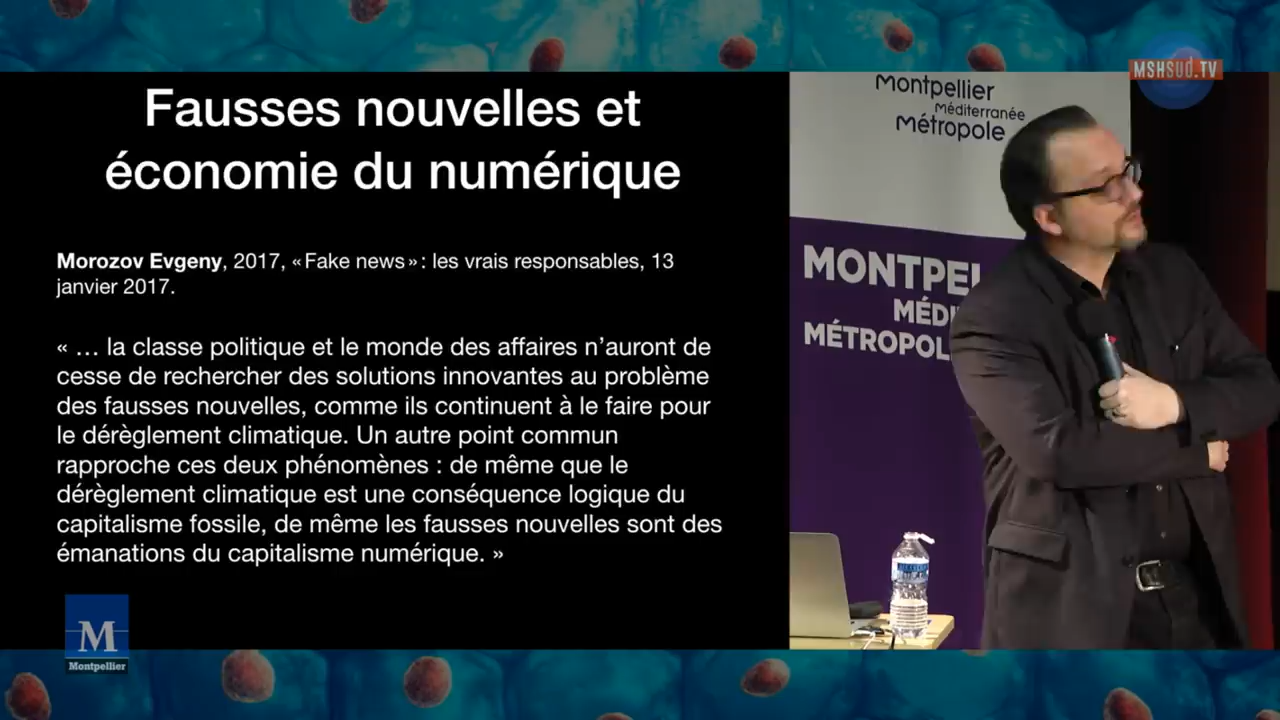 MSHSUD.TV
Fausses nouvelles et
économie du numérique
Morozov Evgeny, 2017, « Fake news » : les vrais responsables, 13
janvier 2017.
« … la classe politique et le monde des affaires n’auront de
cesse de rechercher des solutions innovantes au problème
des fausses nouvelles, comme ils continuent à le faire pour
le dérèglement climatique. Un autre point commun
rapproche ces deux phénomènes : de même que le
dérèglement climatique est une conséquence logique du
capitalisme fossile, de même les fausses nouvelles sont des
émanations du capitalisme numérique. »
M
Montpellier
Montpellier
Méditerranée
Métropole
MONTPEL
MÉDI
MÉTROPOL